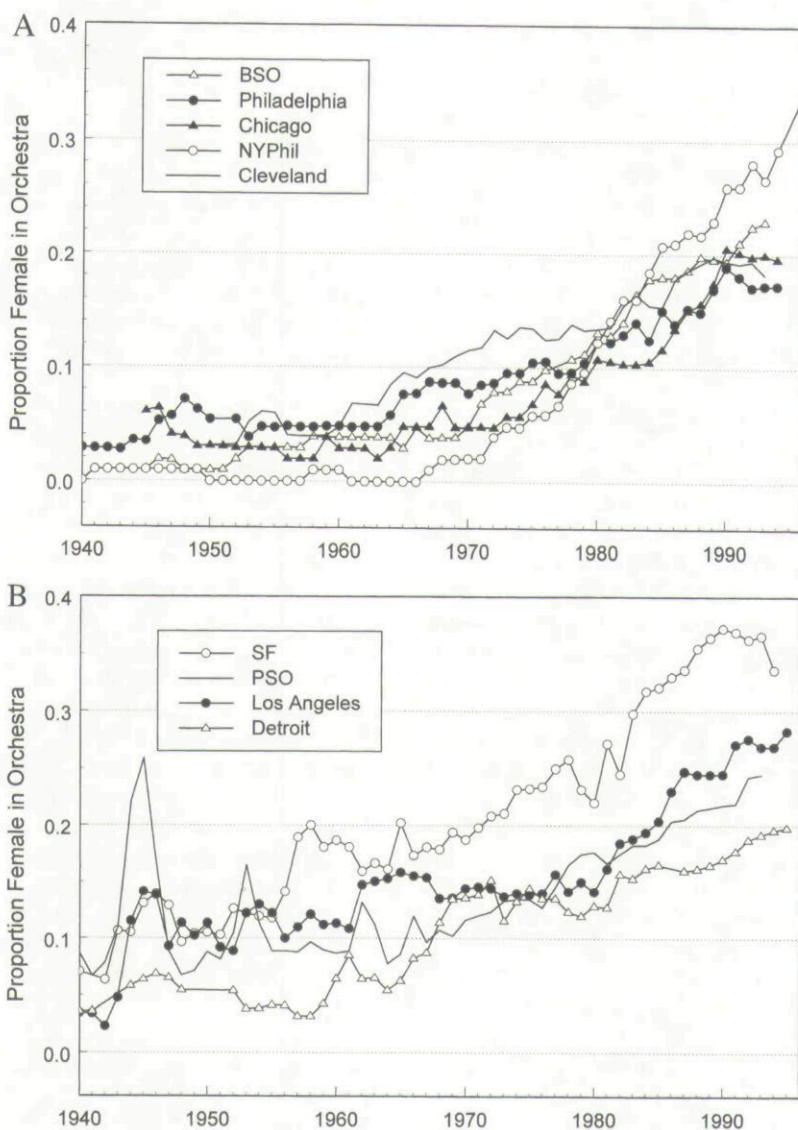 A
Proportion Female in Orchestra
0.4
0.3
0.2
0.1
0.0
BSO
Philadelphia
Chicago
NYPhil
Cleveland
1940 1950 1960 1970 1980 1990
B
Proportion Female in Orchestra
0.4
0.3
0.2
0.1
0.0
SF
PSO
Los Angeles
Detroit
1940 1950 1960 1970 1980 1990